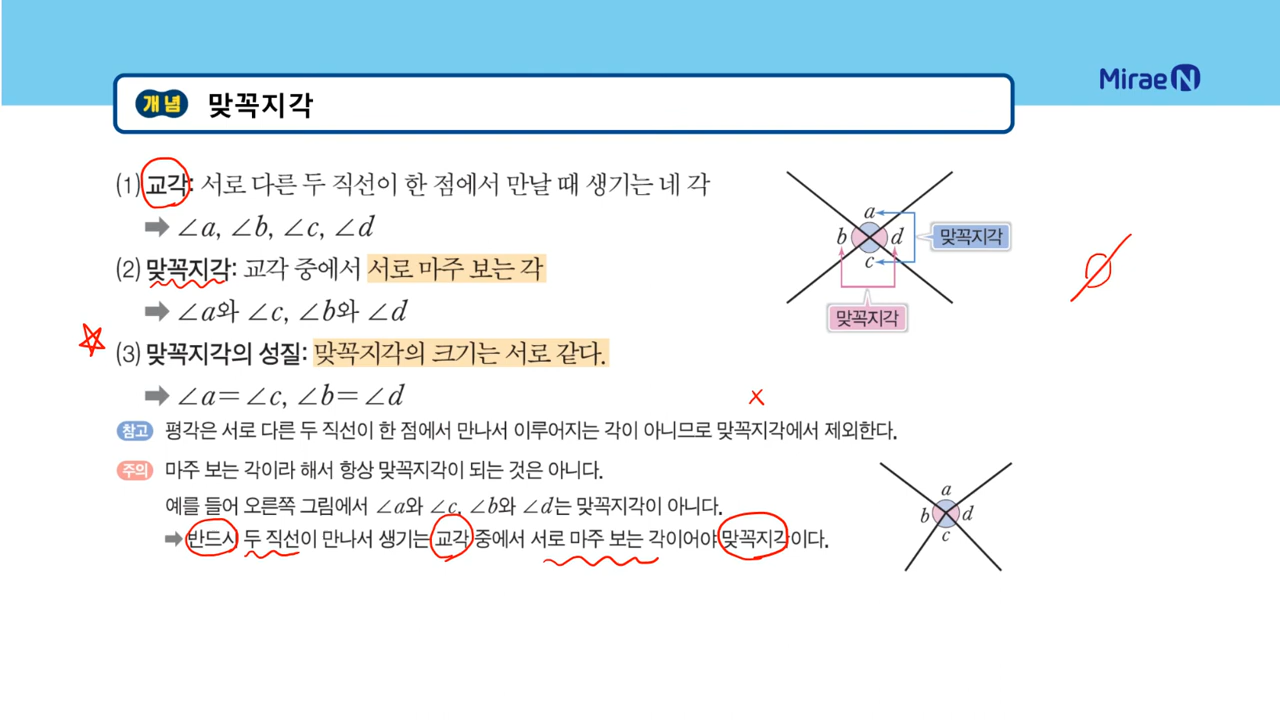 Mirae N
개념 맞꼭지각
(1) 교각: 서로 다른 두 직선이 한 점에서 만날 때 생기는 네 각
➡ ∠a, ∠b, ∠c, ∠d
(2) 맞꼭지각: 교각 중에서 서로 마주 보는 각
➡ ∠a와 ∠c, ∠b와 ∠d
(3) 맞꼭지각의 성질: 맞꼭지각의 크기는 서로 같다.
➡ ∠a=∠c, ∠b=∠d
a
b d 맞꼭지각
c
맞꼭지각
×
참고 평각은 서로 다른 두 직선이 한 점에서 만나서 이루어지는 각이 아니므로 맞꼭지각에서 제외한다.
주의 마주 보는 각이라 해서 항상 맞꼭지각이 되는 것은 아니다.
예를 들어 오른쪽 그림에서 ∠a와 ∠c, ∠b와 ∠d는 맞꼭지각이 아니다.
➡ 반드시 두 직선이 만나서 생기는 교각 중에서 서로 마주 보는 각이어야 맞꼭지각이다.
a
b d
c